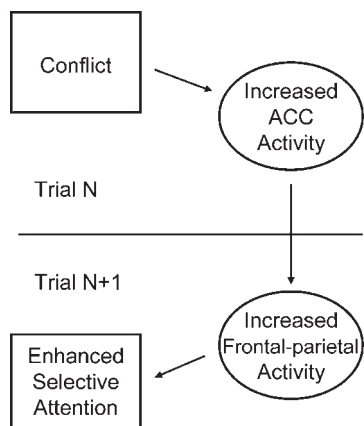 Conflict
Increased
ACC
Activity
Trial N
Trial N+1
Increased
Frontal-parietal
Activity
Enhanced
Selective
Attention